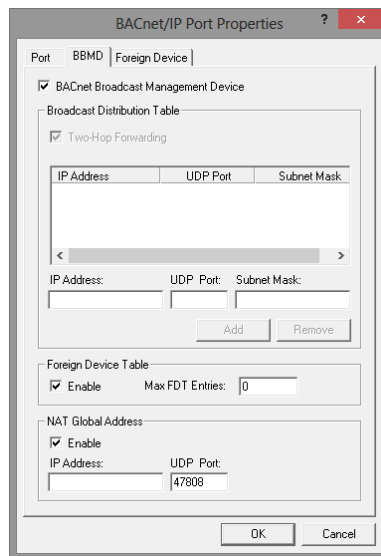 BACnet/IP Port Properties ?
Port BBMD Foreign Device
BACnet Broadcast Management Device
Broadcast Distribution Table
Two-Hop Forwarding
IP Address UDP Port Subnet Mask
IP Address: UDP Port: Subnet Mask:
Add Remove
Foreign Device Table
Enable Max FDT Entries: 0
NAT Global Address
Enable
IP Address: UDP Port:
47808
OK Cancel